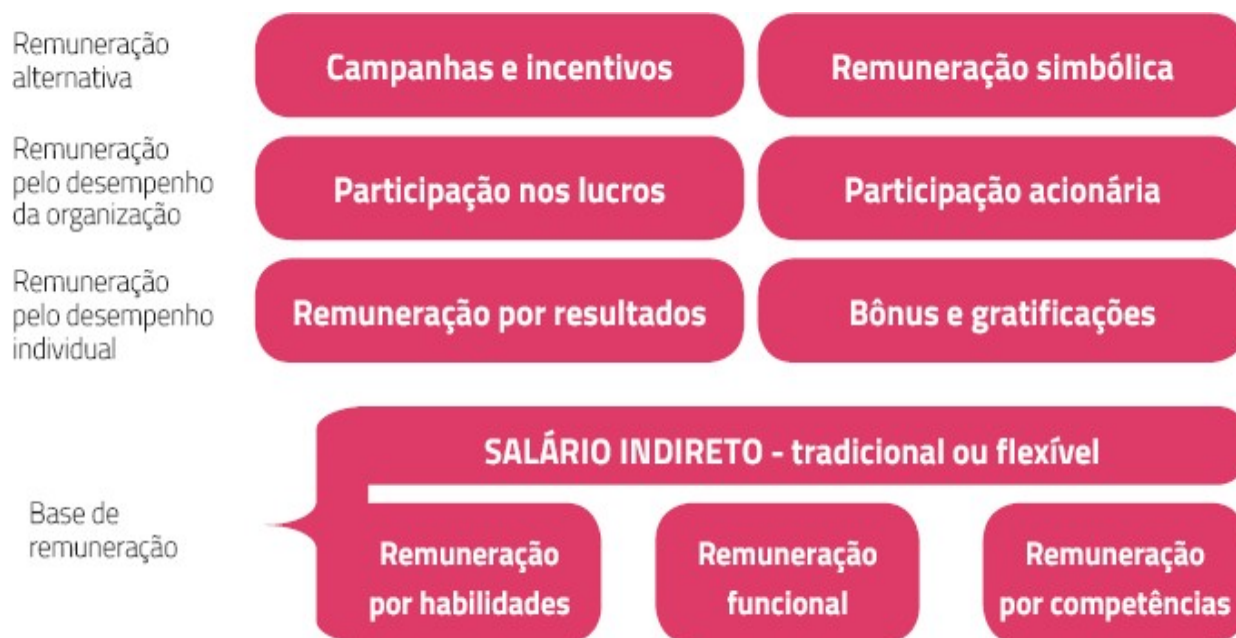 Remuneração
alternativa
Campanhas e incentivos
Remuneração simbólica
Remuneração
pelo desempenho
da organização
Participação nos lucros
Participação acionária
Remuneração
pelo desempenho
individual
Remuneração por resultados
Bônus e gratificações
Base de
remuneração
SALÁRIO INDIRETO - tradicional ou flexível
Remuneração
por habilidades
Remuneração
funcional
Remuneração
por competências